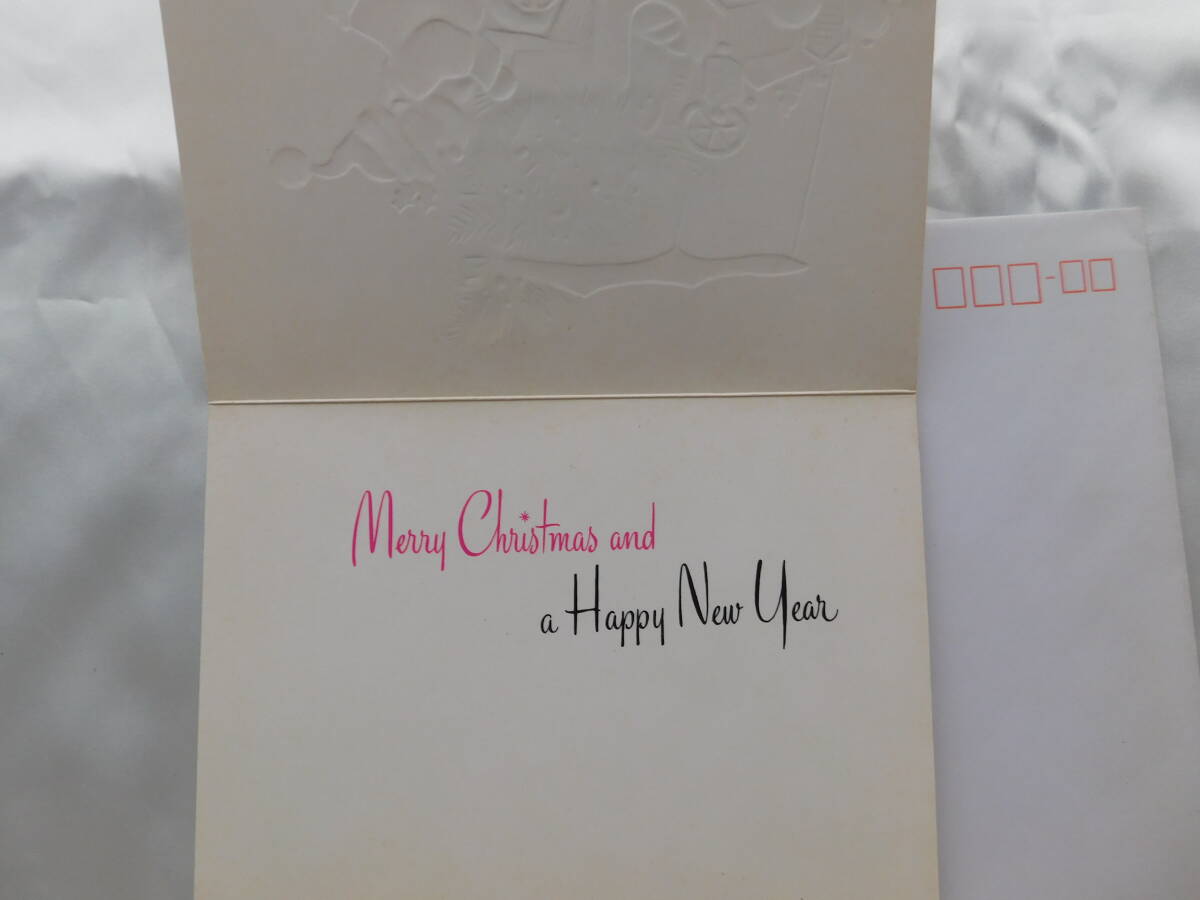 Merry Christmas and
a Happy New Year